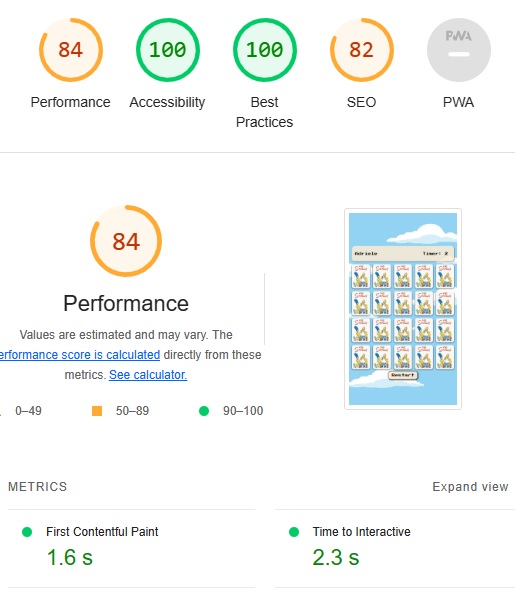 84
100
100
82
PWA
Performance
Accessibility
Best
Practices
SEO
PWA
84
Performance
Values are estimated and may vary. The
erformance score is calculated directly from these
metrics. See calculator.
0–49
50–89
90–100
Timer: 2
Restart
METRICS
Expand view
First Contentful Paint
1.6 s
Time to Interactive
2.3 s